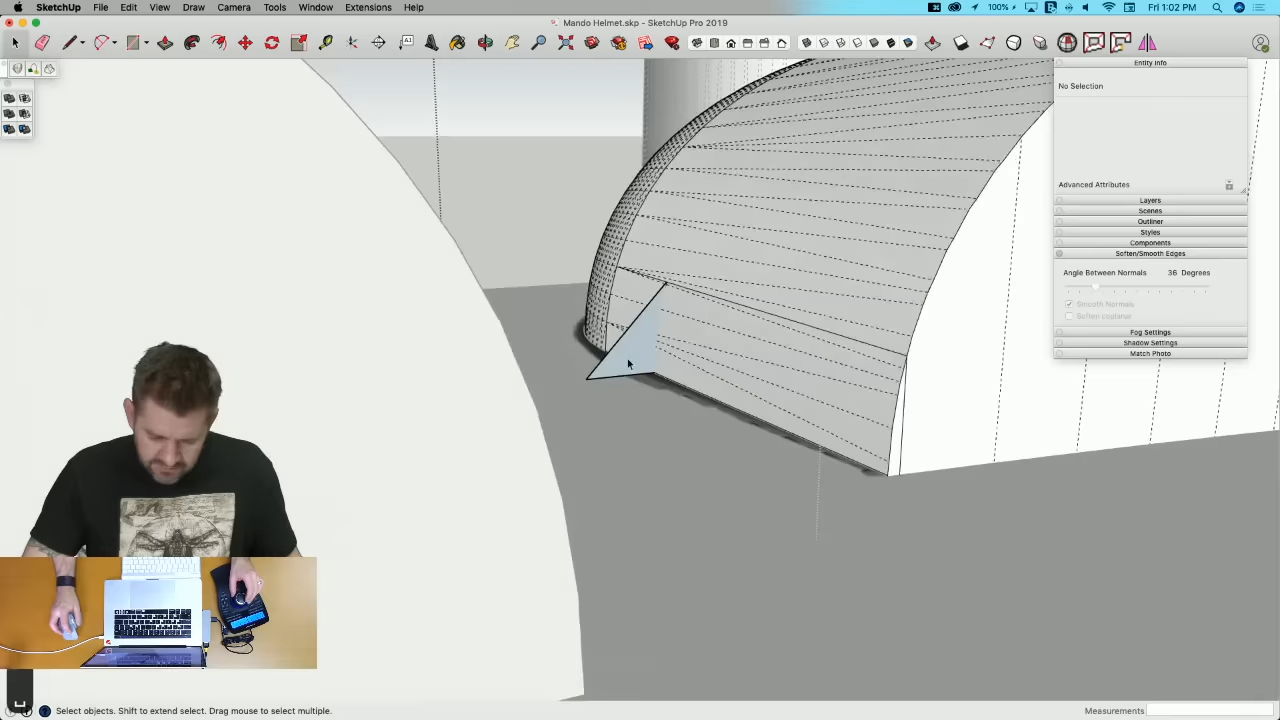 SketchUp File Edit View Draw Camera Tools Window Extensions Help 100% Fri 1:02 PM
Mando Helmet.skp - SketchUp Pro 2019
A1
Entity Info
No Selection
Advanced Attributes
Layers
Scenes
Outliner
Styles
Components
Soften/Smooth Edges
Angle Between Normals 36 Degrees
Smooth Normals
Soften coplanar
Fog Settings
Shadow Settings
Match Photo
Select objects. Shift to extend select. Drag mouse to select multiple. Measurements